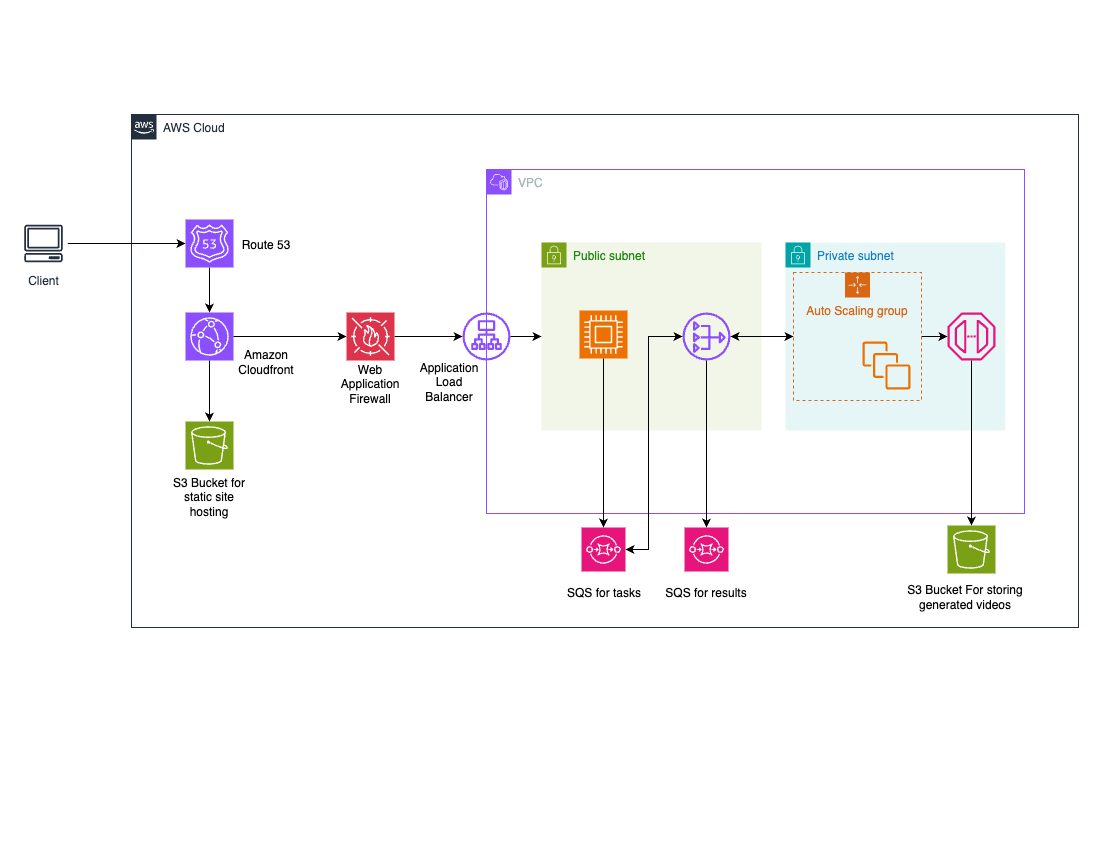 aws
AWS Cloud
VPC
Client
53
Route 53
Public subnet
Private subnet
Auto Scaling group
Amazon
Cloudfront
Web
Application
Firewall
Application
Load
Balancer
S3 Bucket for
static site
hosting
SQS for tasks
SQS for results
S3 Bucket For storing
generated videos